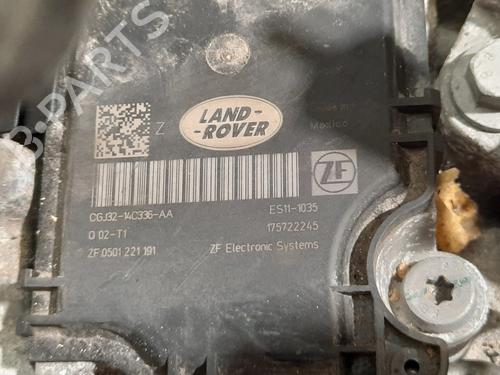 Z
LAND-
-ROVER
Mexico
ZF
CGJ32-14C336-AA
ES11-1035
Q 02-T1
175722245
ZF 0501 221 191
ZF Electronic Systems